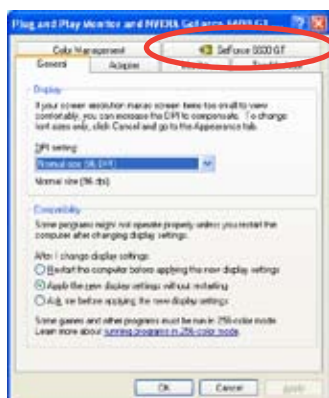 Plug and Play Monitor and NVIDIA GeForce 6600 GT
Color Management
GeForce 6600 GT
General
Adapter
Display
If your screen resolution makes screen items too small to view
comfortably, you can increase the DPI to compensate. To change
font sizes only, click Cancel and go to the Appearance tab.
DPI setting:
Normal size (96 DPI)
Normal size (96 dpi)
Compatibility
Some programs might not operate properly unless you restart the
computer after changing display settings.
After I change display settings:
Restart the computer before applying the new display settings
Apply the new display settings without restarting
Ask me before applying the new display settings
Some games and other programs must be run in 256-color mode.
Learn more about running programs in 256-color mode.
OK
Cancel
Apply